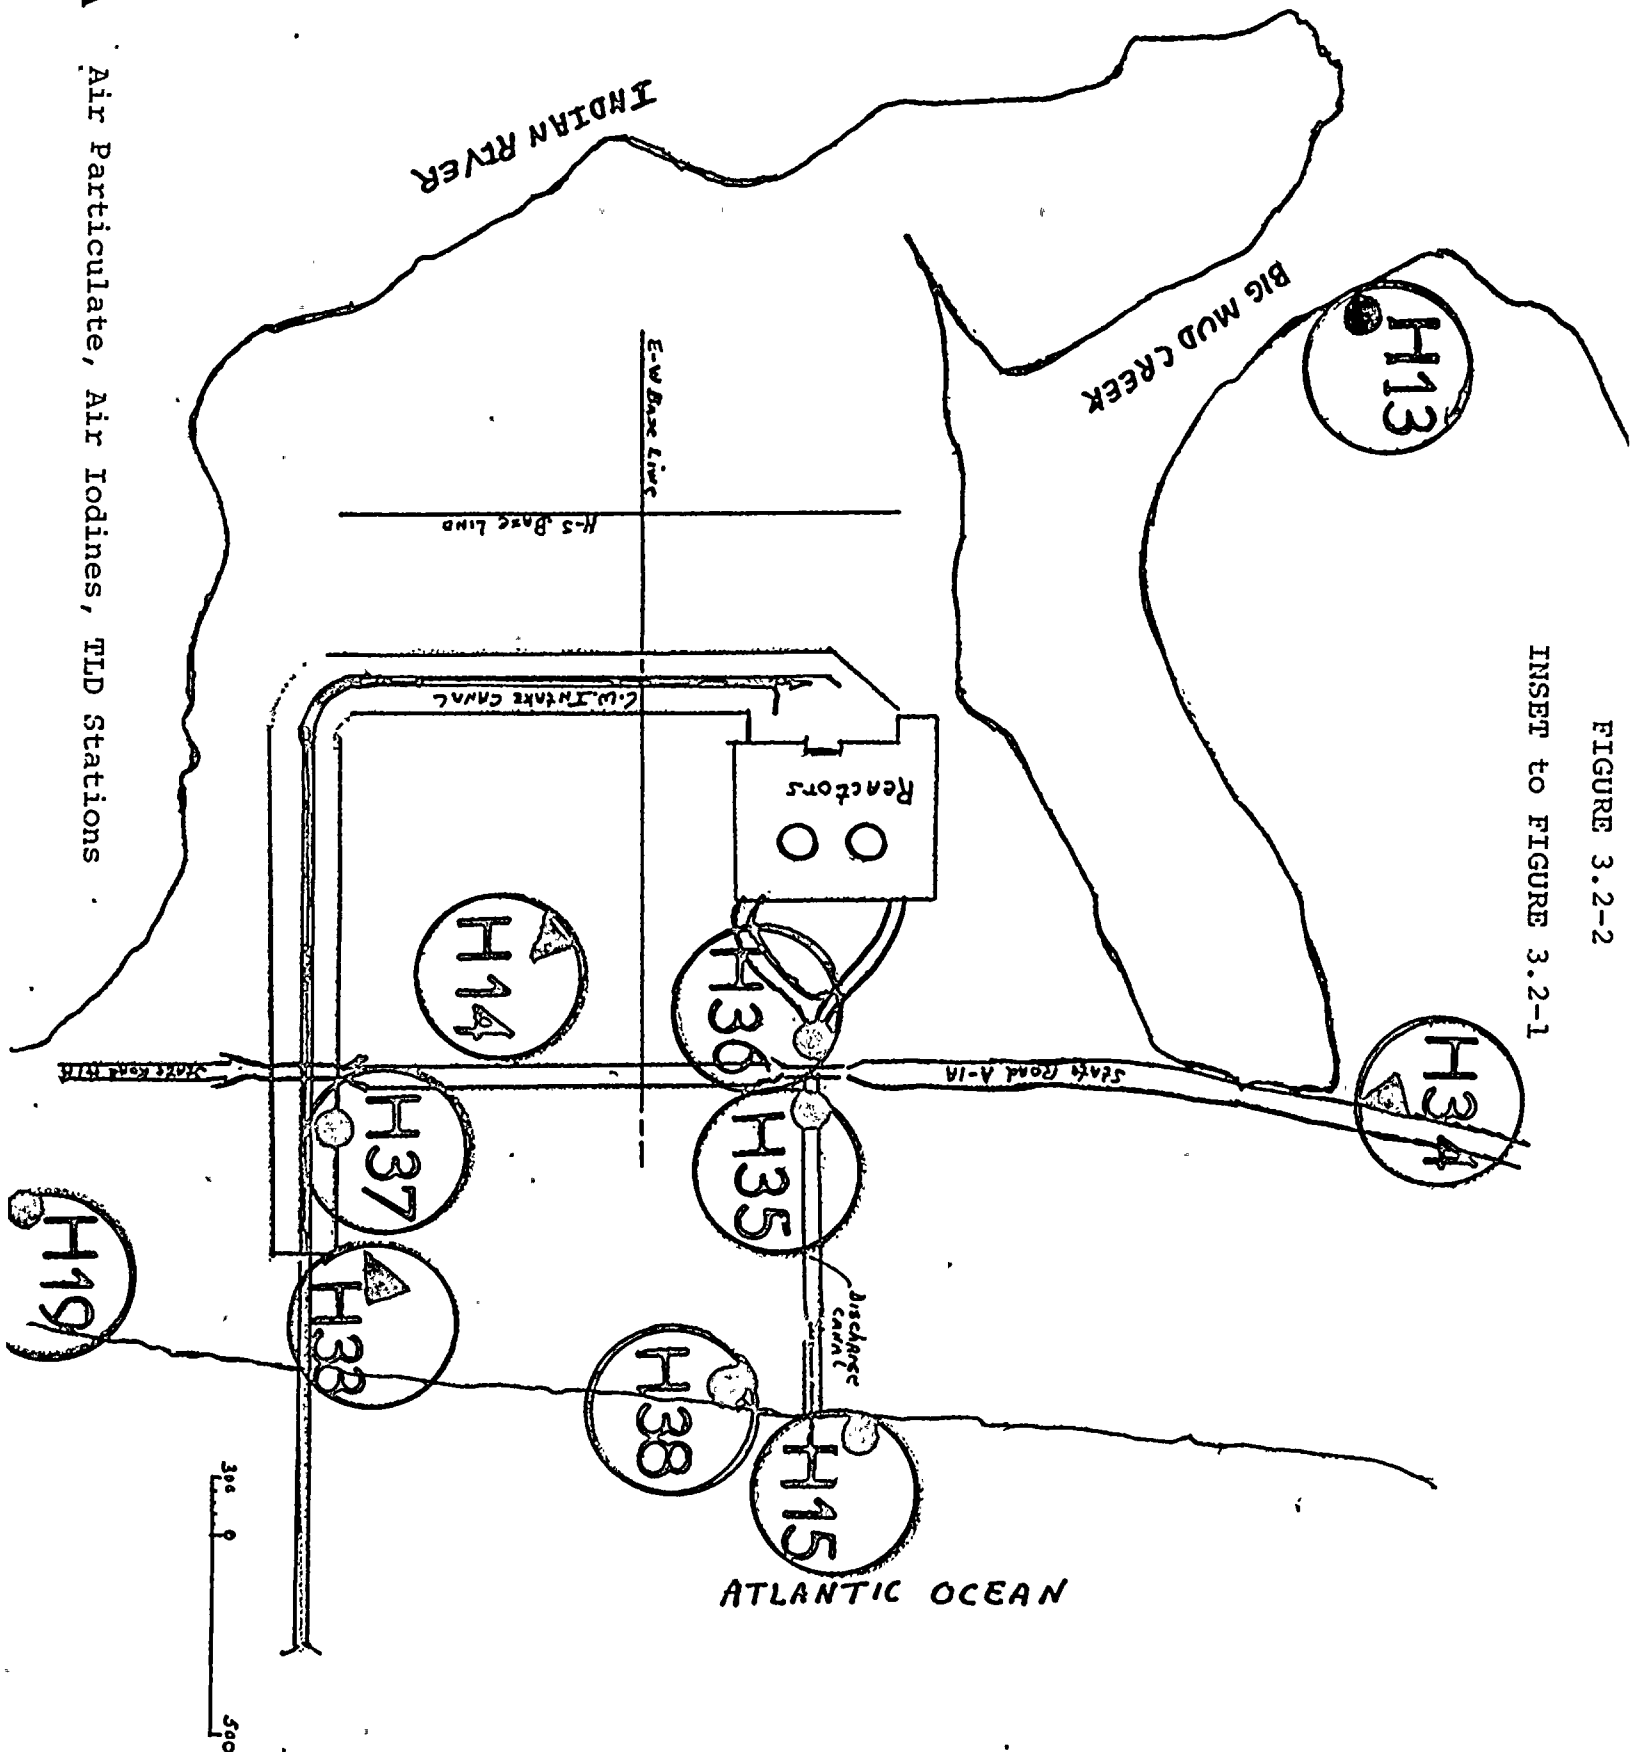 FIGURE 3.2-2
INSET to FIGURE 3.2-1
INDIAN RIVER
BIG MUD CREEK
H13
E-W Base Line
N-S Base Line
C.W. INTAKE CANAL
Reactors
H14
H36
H34
State Road A-1A
State Road A1A
H37
H35
H19
H33
H38
Discharge
CANAL
H15
ATLANTIC OCEAN
300
0
500
Air Particulate, Air Iodines, TLD Stations